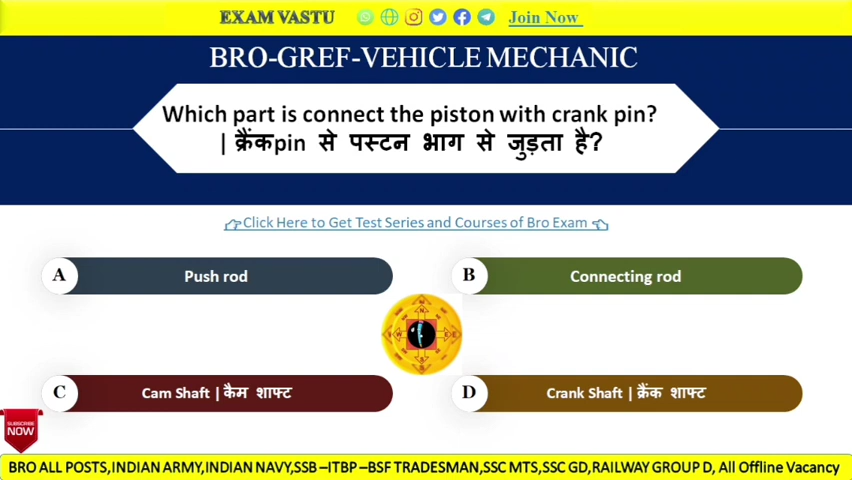 EXAM VASTU Join Now
BRO-GREF-VEHICLE MECHANIC
Which part is connect the piston with crank pin?
| क्रैंकpin से पस्टन भाग से जुड़ता है?
Click Here to Get Test Series and Courses of Bro Exam
A Push rod
B Connecting rod
C Cam Shaft | कैम शाफ्ट
D Crank Shaft | क्रैंक शाफ्ट
SUBSCRIBE
NOW
BRO ALL POSTS,INDIAN ARMY,INDIAN NAVY,SSB –ITBP –BSF TRADESMAN,SSC MTS,SSC GD,RAILWAY GROUP D, All Offline Vacancy